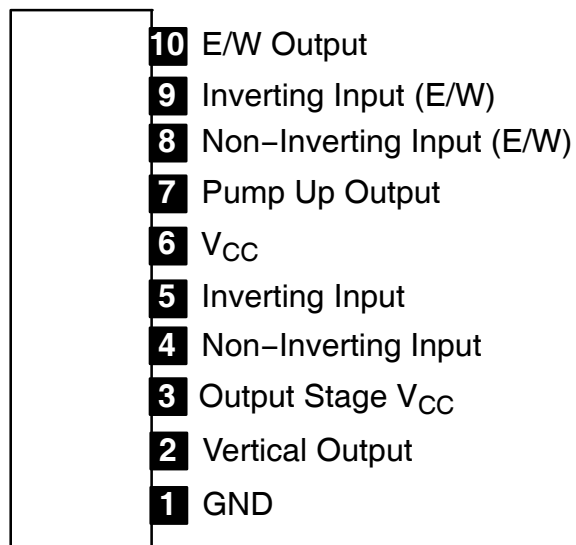 10 E/W Output
9 Inverting Input (E/W)
8 Non−Inverting Input (E/W)
7 Pump Up Output
6 VCC
5 Inverting Input
4 Non−Inverting Input
3 Output Stage VCC
2 Vertical Output
1 GND